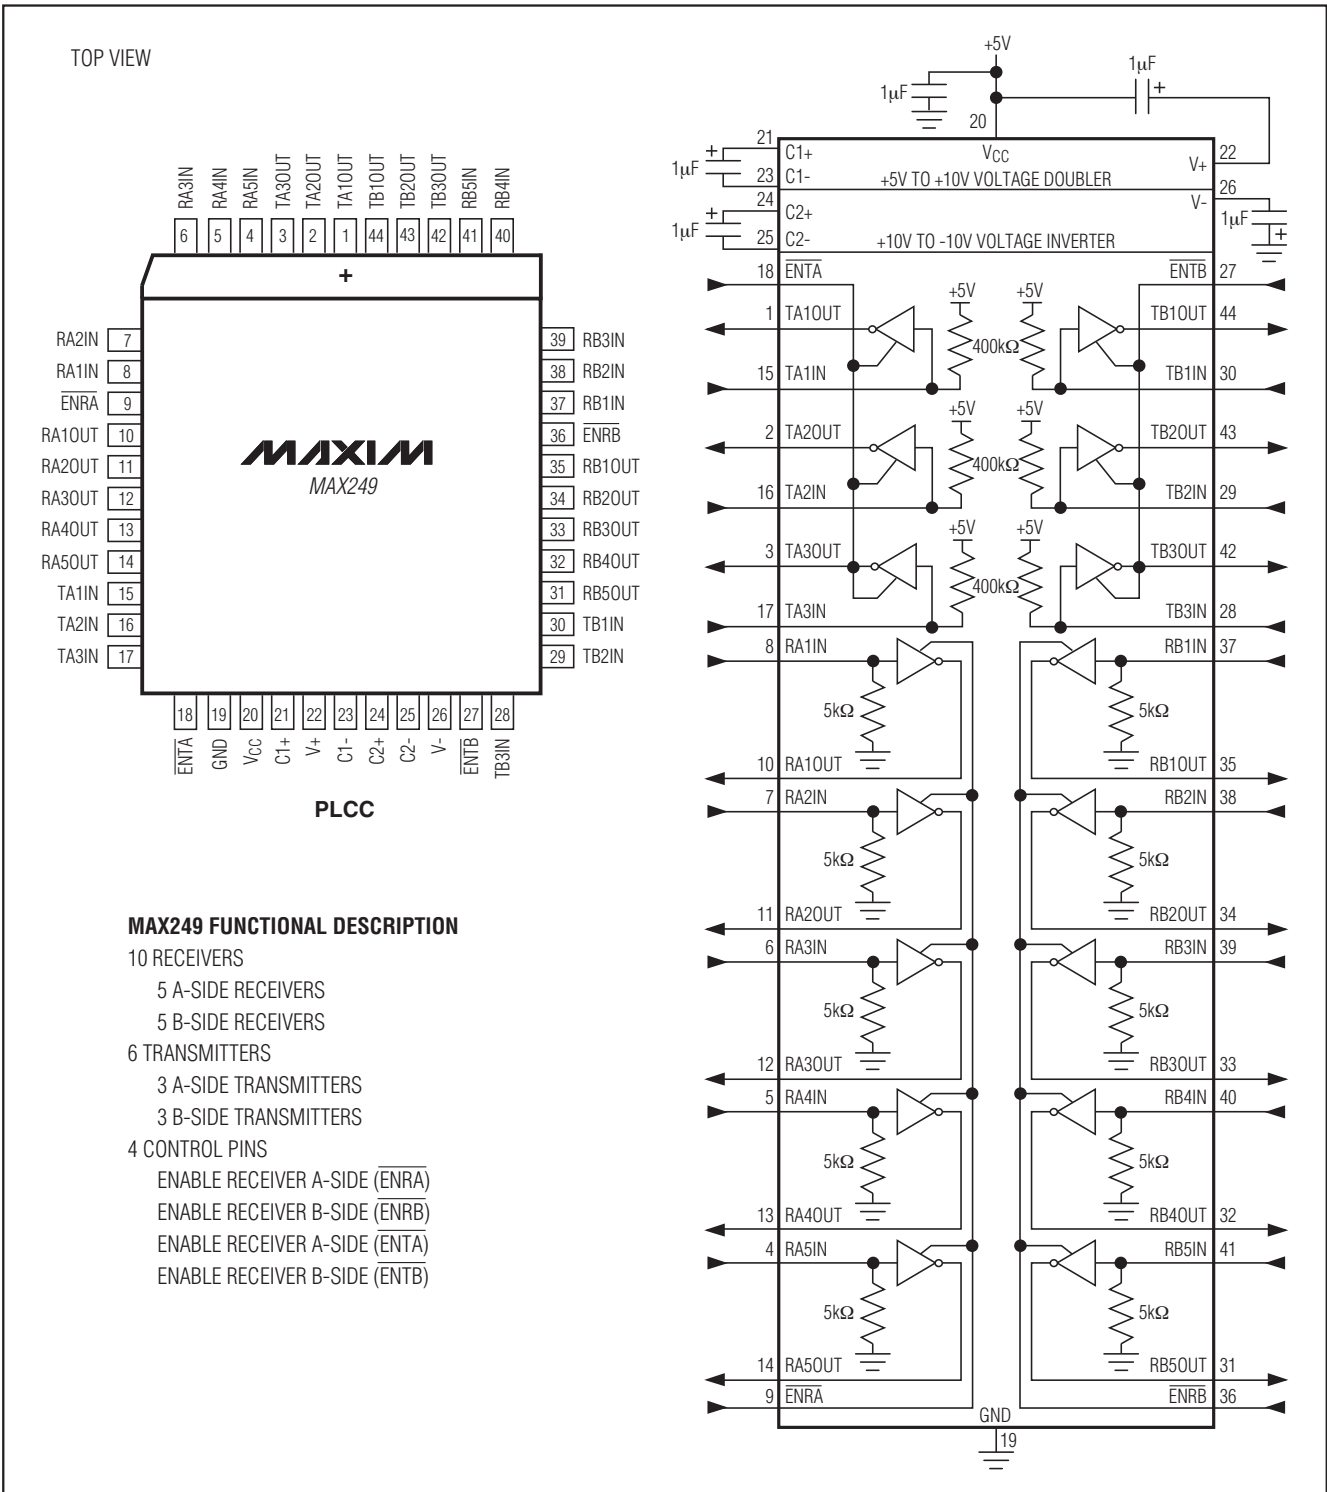 TOP VIEW
RA3IN
RA4IN
RA5IN
TA3OUT
TA2OUT
TA1OUT
TB1OUT
TB2OUT
TB3OUT
RB5IN
RB4IN
6 5 4 3 2 1 44 43 42 41 40
+
RA2IN 7
RA1IN 8
ENRA 9
RA1OUT 10
RA2OUT 11
RA3OUT 12
RA4OUT 13
RA5OUT 14
TA1IN 15
TA2IN 16
TA3IN 17
MAXIM
MAX249
39 RB3IN
38 RB2IN
37 RB1IN
36 ENRB
35 RB1OUT
34 RB2OUT
33 RB3OUT
32 RB4OUT
31 RB5OUT
30 TB1IN
29 TB2IN
18 19 20 21 22 23 24 25 26 27 28
ENTA
GND
VCC
C1+
V+
C1-
C2+
C2-
V-
ENTB
TB3IN
PLCC
MAX249 FUNCTIONAL DESCRIPTION
10 RECEIVERS
5 A-SIDE RECEIVERS
5 B-SIDE RECEIVERS
6 TRANSMITTERS
3 A-SIDE TRANSMITTERS
3 B-SIDE TRANSMITTERS
4 CONTROL PINS
ENABLE RECEIVER A-SIDE (ENRA)
ENABLE RECEIVER B-SIDE (ENRB)
ENABLE RECEIVER A-SIDE (ENTA)
ENABLE RECEIVER B-SIDE (ENTB)
+5V
1µF
1µF +
20
21 C1+ VCC V+ 22
+ 1µF
23 C1- +5V TO +10V VOLTAGE DOUBLER
V- 26
24 C2+
+ 1µF
1µF +
25 C2- +10V TO -10V VOLTAGE INVERTER
18 ENTA ENTB 27
+5V +5V
1 TA1OUT TB1OUT 44
400kΩ
15 TA1IN TB1IN 30
+5V +5V
2 TA2OUT TB2OUT 43
400kΩ
16 TA2IN TB2IN 29
+5V +5V
3 TA3OUT TB3OUT 42
400kΩ
17 TA3IN TB3IN 28
8 RA1IN RB1IN 37
5kΩ 5kΩ
10 RA1OUT RB1OUT 35
7 RA2IN RB2IN 38
5kΩ 5kΩ
11 RA2OUT RB2OUT 34
6 RA3IN RB3IN 39
5kΩ 5kΩ
12 RA3OUT RB3OUT 33
5 RA4IN RB4IN 40
5kΩ 5kΩ
13 RA4OUT RB4OUT 32
4 RA5IN RB5IN 41
5kΩ 5kΩ
14 RA5OUT RB5OUT 31
9 ENRA ENRB 36
GND
19